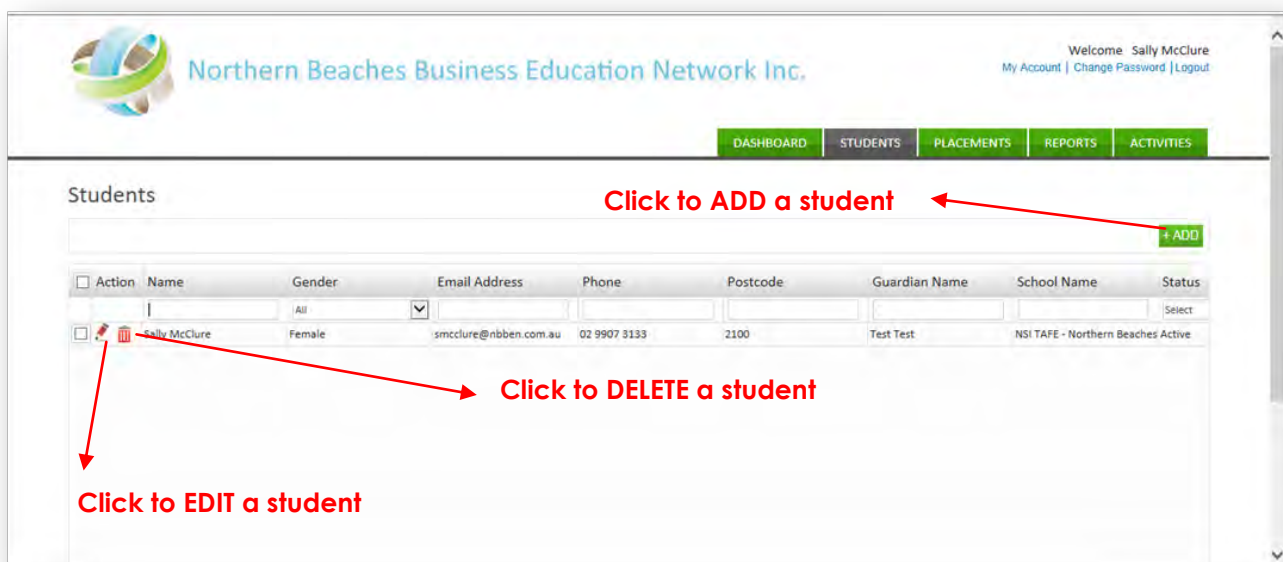 Welcome Sally McClure
Northern Beaches Business Education Network Inc.
My Account | Change Password | Logout
DASHBOARD STUDENTS PLACEMENTS REPORTS ACTIVITIES
Students
Click to ADD a student
+ ADD
Action Name Gender Email Address Phone Postcode Guardian Name School Name Status
All Select
Sally McClure Female smcclure@nbben.com.au 02 9907 3133 2100 Test Test NSI TAFE - Northern Beaches Active
Click to DELETE a student
Click to EDIT a student